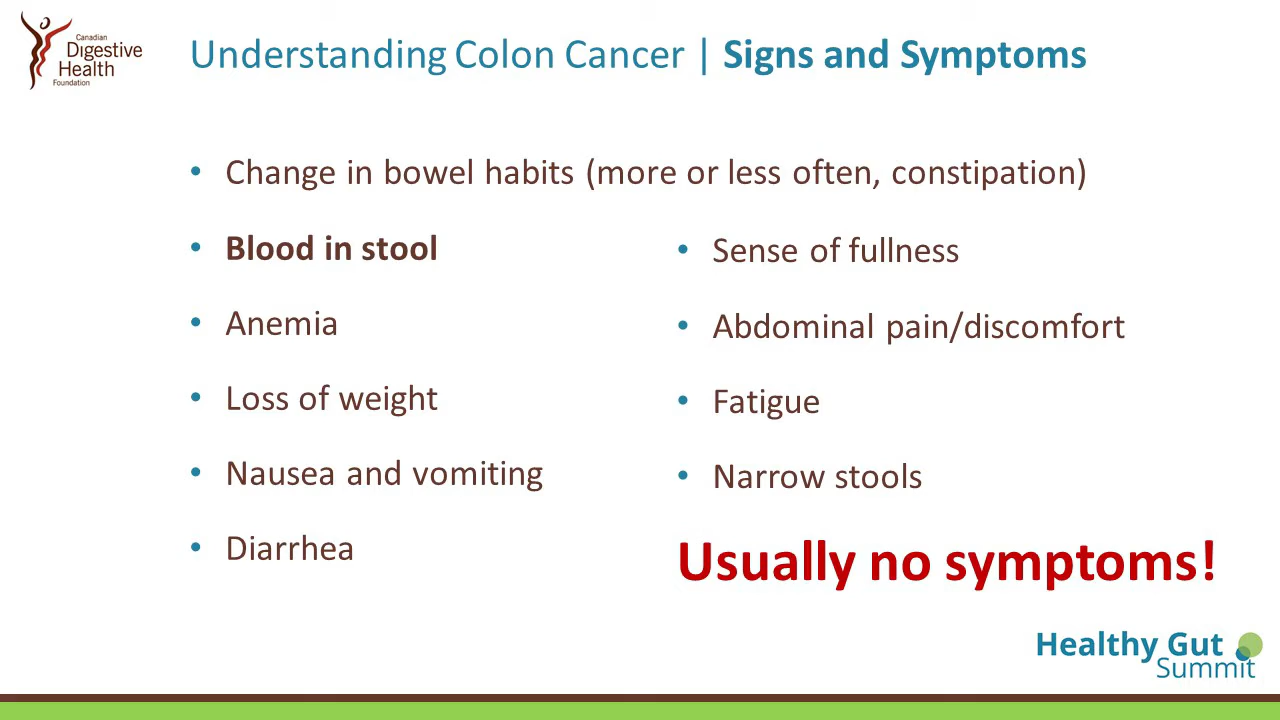 Canadian
Digestive
Health
Foundation
Understanding Colon Cancer | Signs and Symptoms
• Change in bowel habits (more or less often, constipation)
• Blood in stool
• Anemia
• Loss of weight
• Nausea and vomiting
• Diarrhea
• Sense of fullness
• Abdominal pain/discomfort
• Fatigue
• Narrow stools
Usually no symptoms!
Healthy Gut
Summit